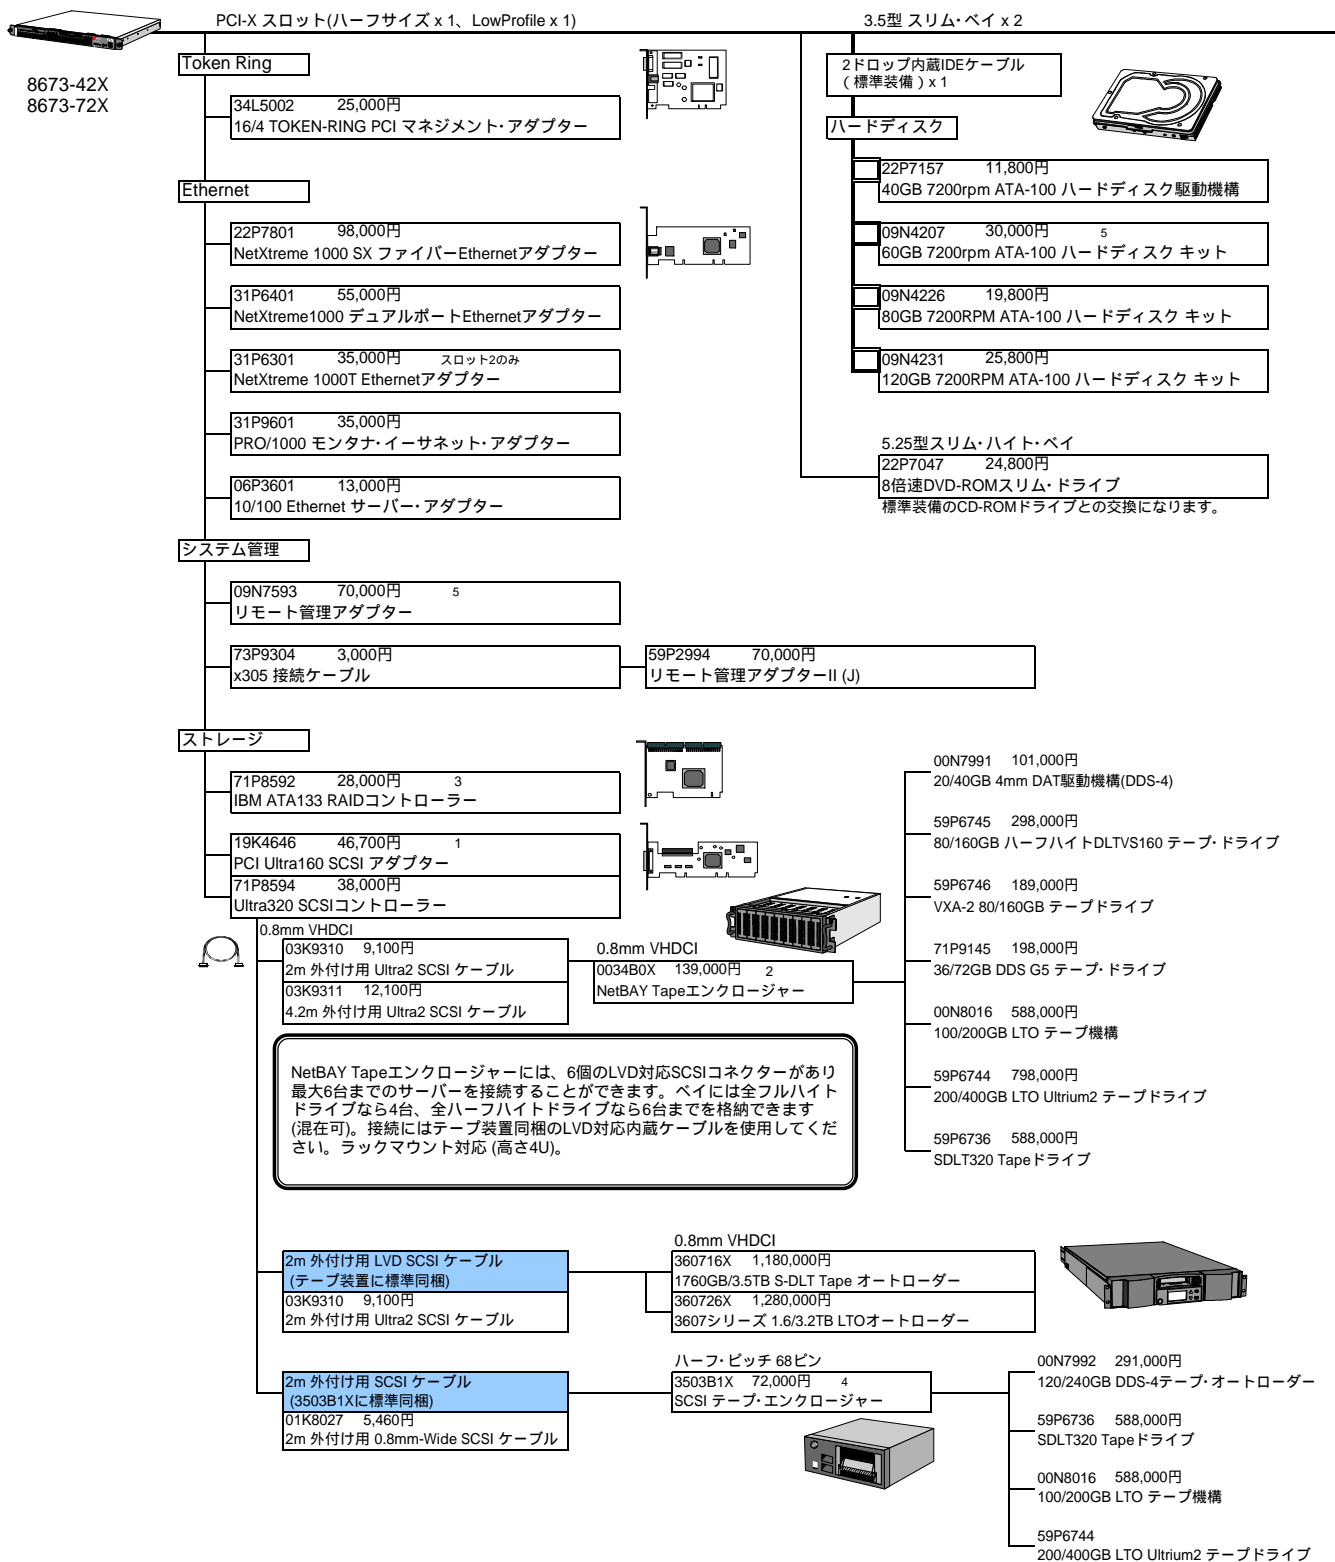 PCI-X スロット(ハーフサイズ x 1、LowProfile x 1)
3.5型 スリム・ベイ x 2
8673-42X
8673-72X
Token Ring
34L5002 25,000円
16/4 TOKEN-RING PCI マネジメント・アダプター
Ethernet
22P7801 98,000円
NetXtreme 1000 SX ファイバーEthernetアダプター
31P6401 55,000円
NetXtreme1000 デュアルポートEthernetアダプター
31P6301 35,000円 スロット2のみ
NetXtreme 1000T Ethernetアダプター
31P9601 35,000円
PRO/1000 モンタナ・イーサネット・アダプター
06P3601 13,000円
10/100 Ethernet サーバー・アダプター
2ドロップ内蔵IDEケーブル
(標準装備) x 1
ハードディスク
22P7157 11,800円
40GB 7200rpm ATA-100 ハードディスク駆動機構
09N4207 30,000円 5
60GB 7200rpm ATA-100 ハードディスク キット
09N4226 19,800円
80GB 7200RPM ATA-100 ハードディスク キット
09N4231 25,800円
120GB 7200RPM ATA-100 ハードディスク キット
5.25型スリム・ハイト・ベイ
22P7047 24,800円
8倍速DVD-ROMスリム・ドライブ
標準装備のCD-ROMドライブとの交換になります。
システム管理
09N7593 70,000円 5
リモート管理アダプター
73P9304 3,000円
x305 接続ケーブル
59P2994 70,000円
リモート管理アダプターII (J)
ストレージ
71P8592 28,000円 3
IBM ATA133 RAIDコントローラー
19K4646 46,700円 1
PCI Ultra160 SCSI アダプター
71P8594 38,000円
Ultra320 SCSIコントローラー
0.8mm VHDCI
03K9310 9,100円
2m 外付け用 Ultra2 SCSI ケーブル
03K9311 12,100円
4.2m 外付け用 Ultra2 SCSI ケーブル
0.8mm VHDCI
0034B0X 139,000円 2
NetBAY Tapeエンクロージャー
00N7991 101,000円
20/40GB 4mm DAT駆動機構(DDS-4)
59P6745 298,000円
80/160GB ハーフハイトDLTVS160 テープ・ドライブ
59P6746 189,000円
VXA-2 80/160GB テープドライブ
71P9145 198,000円
36/72GB DDS G5 テープ・ドライブ
00N8016 588,000円
100/200GB LTO テープ機構
59P6744 798,000円
200/400GB LTO Ultrium2 テープドライブ
59P6736 588,000円
SDLT320 Tapeドライブ
NetBAY Tapeエンクロージャーには、6個のLVD対応SCSIコネクターがあり
最大6台までのサーバーを接続することができます。ベイには全フルハイト
ドライブなら4台、全ハーフハイトドライブなら6台までを格納できます
(混在可)。接続にはテープ装置同梱のLVD対応内蔵ケーブルを使用してくだ
さい。ラックマウント対応 (高さ4U)。
2m 外付け用 LVD SCSI ケーブル
(テープ装置に標準同梱)
03K9310 9,100円
2m 外付け用 Ultra2 SCSI ケーブル
0.8mm VHDCI
360716X 1,180,000円
1760GB/3.5TB S-DLT Tape オートローダー
360726X 1,280,000円
3607シリーズ 1.6/3.2TB LTOオートローダー
2m 外付け用 SCSI ケーブル
(3503B1Xに標準同梱)
01K8027 5,460円
2m 外付け用 0.8mm-Wide SCSI ケーブル
ハーフ・ピッチ 68ピン
3503B1X 72,000円 4
SCSI テープ・エンクロージャー
00N7992 291,000円
120/240GB DDS-4テープ・オートローダー
59P6736 588,000円
SDLT320 Tapeドライブ
00N8016 588,000円
100/200GB LTO テープ機構
59P6744
200/400GB LTO Ultrium2 テープドライブ